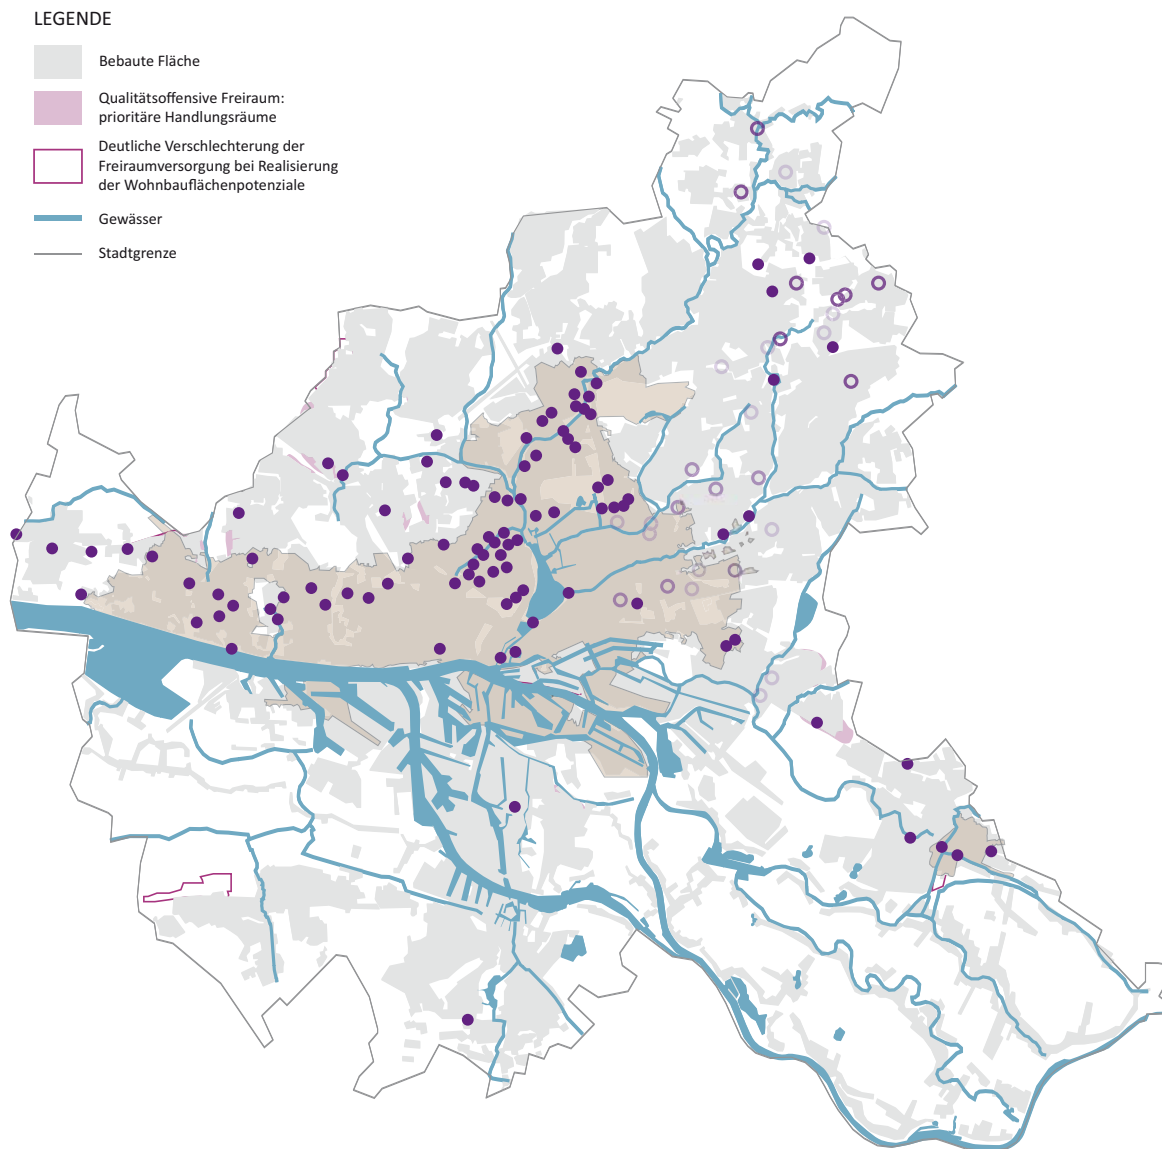 LEGENDE
Bebaute Fläche
Qualitätsoffensive Freiraum:
prioritäre Handlungsräume
Deutliche Verschlechterung der
Freiraumversorgung bei Realisierung
der Wohnbauflächenpotenziale
Gewässer
Stadtgrenze